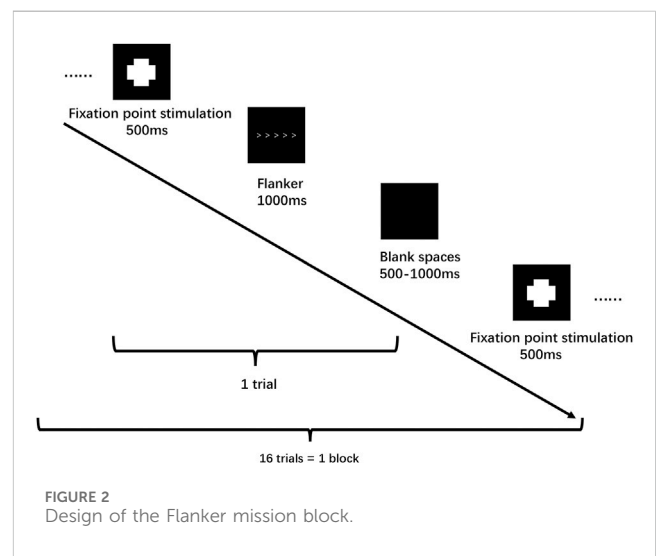 ......
Fixation point stimulation
500ms
> > > > >
Flanker
1000ms
Blank spaces
500-1000ms
......
Fixation point stimulation
500ms
1 trial
16 trials = 1 block
FIGURE 2
Design of the Flanker mission block.